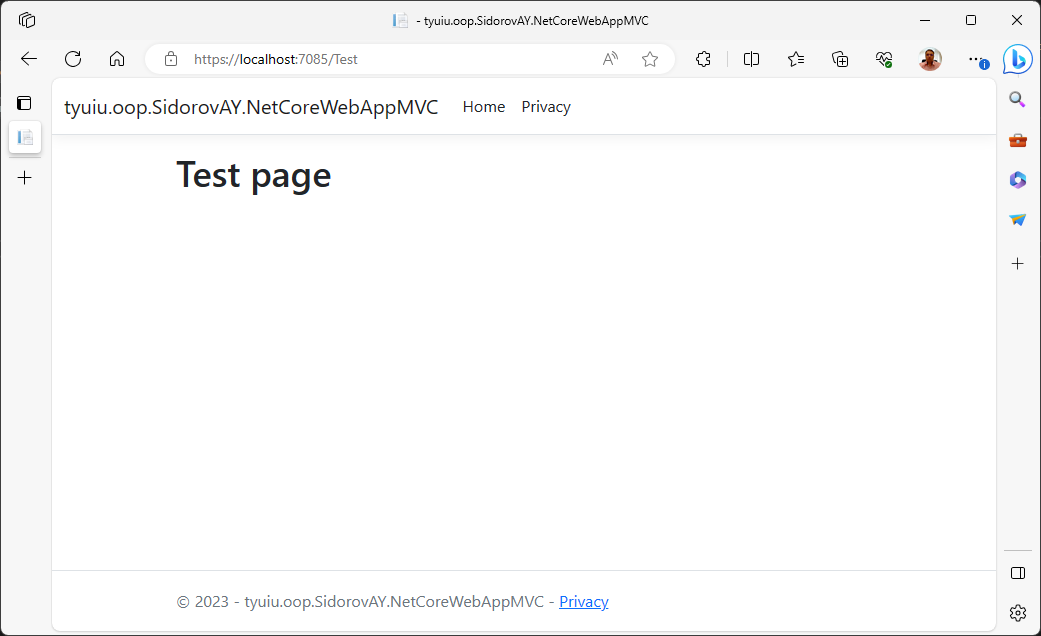 - tyuiu.oop.SidorovAY.NetCoreWebAppMVC
https://localhost:7085/Test
tyuiu.oop.SidorovAY.NetCoreWebAppMVC Home Privacy
Test page
© 2023 - tyuiu.oop.SidorovAY.NetCoreWebAppMVC - Privacy